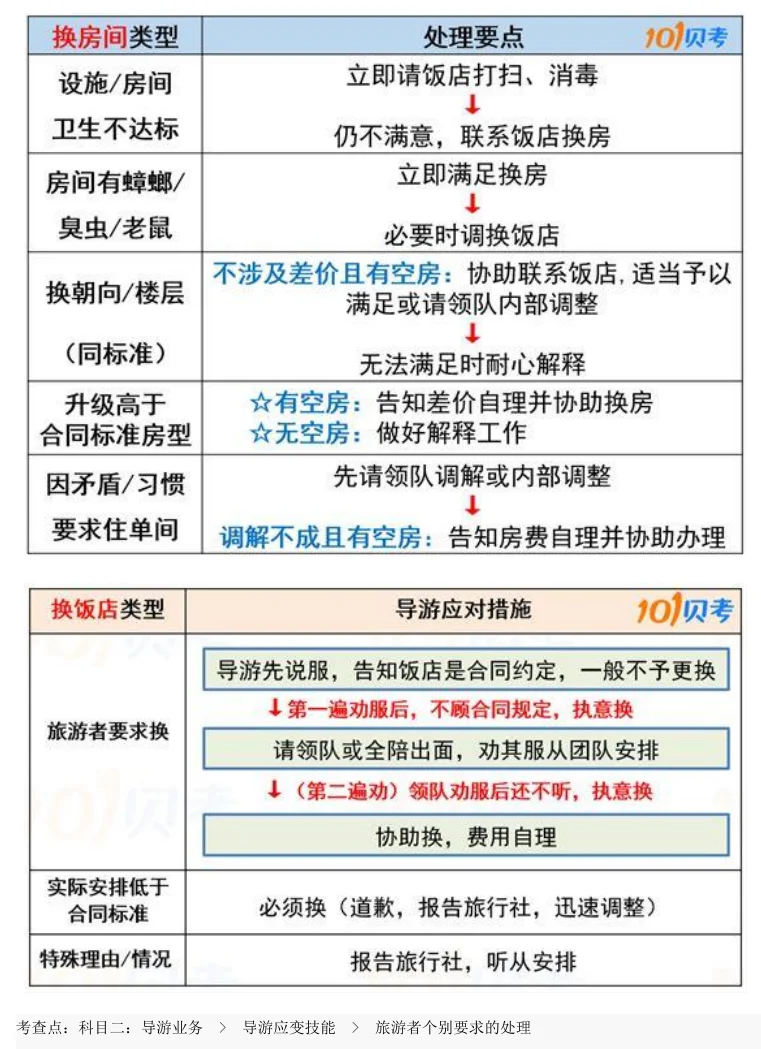 换房间类型
处理要点
101贝考
设施/房间
卫生不达标
立即请饭店打扫、消毒
↓
仍不满意，联系饭店换房
房间有蟑螂/
臭虫/老鼠
立即满足换房
↓
必要时调换饭店
换朝向/楼层
（同标准）
不涉及差价且有空房：协助联系饭店,适当予以
满足或请领队内部调整
↓
无法满足时耐心解释
升级高于
合同标准房型
☆有空房：告知差价自理并协助换房
☆无空房：做好解释工作
因矛盾/习惯
要求住单间
先请领队调解或内部调整
↓
调解不成且有空房：告知房费自理并协助办理
换饭店类型
导游应对措施
101贝考
旅游者要求换
导游先说服，告知饭店是合同约定，一般不予更换
↓第一遍劝服后，不顾合同规定，执意换
请领队或全陪出面，劝其服从团队安排
↓（第二遍劝）领队劝服后还不听，执意换
协助换，费用自理
实际安排低于
合同标准
必须换（道歉，报告旅行社，迅速调整）
特殊理由/情况
报告旅行社，听从安排
考查点：科目二：导游业务 > 导游应变技能 > 旅游者个别要求的处理